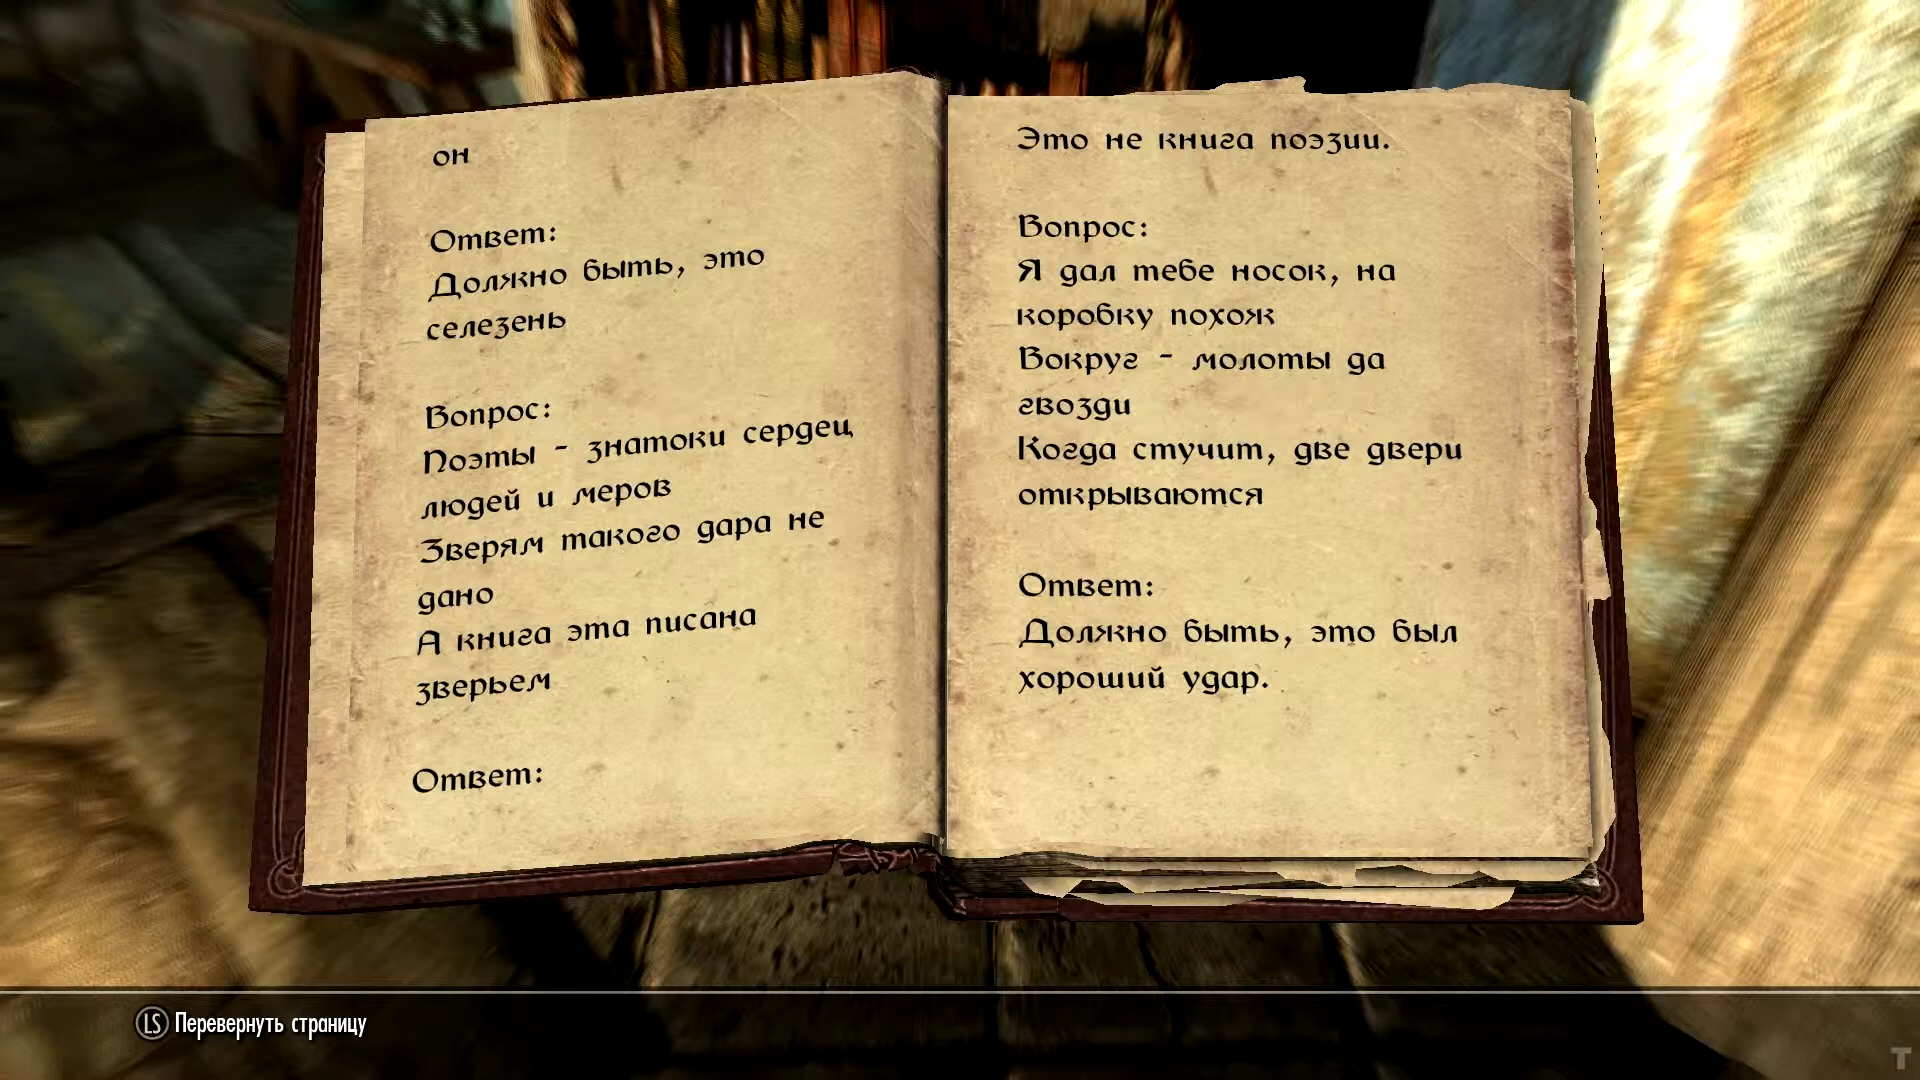 он
Ответ:
Должно быть, это
селезень
Вопрос:
Поэты - знатоки сердец
людей и меров
Зверям такого дара не
дано
А книга эта писана
зверьем
Ответ:
Это не книга поэзии.
Вопрос:
Я дал тебе носок, на
коробку похож
Вокруг - молоты да
гвозди
Когда стучит, две двери
открываются
Ответ:
Должно быть, это был
хороший удар.
LS Перевернуть страницу
T